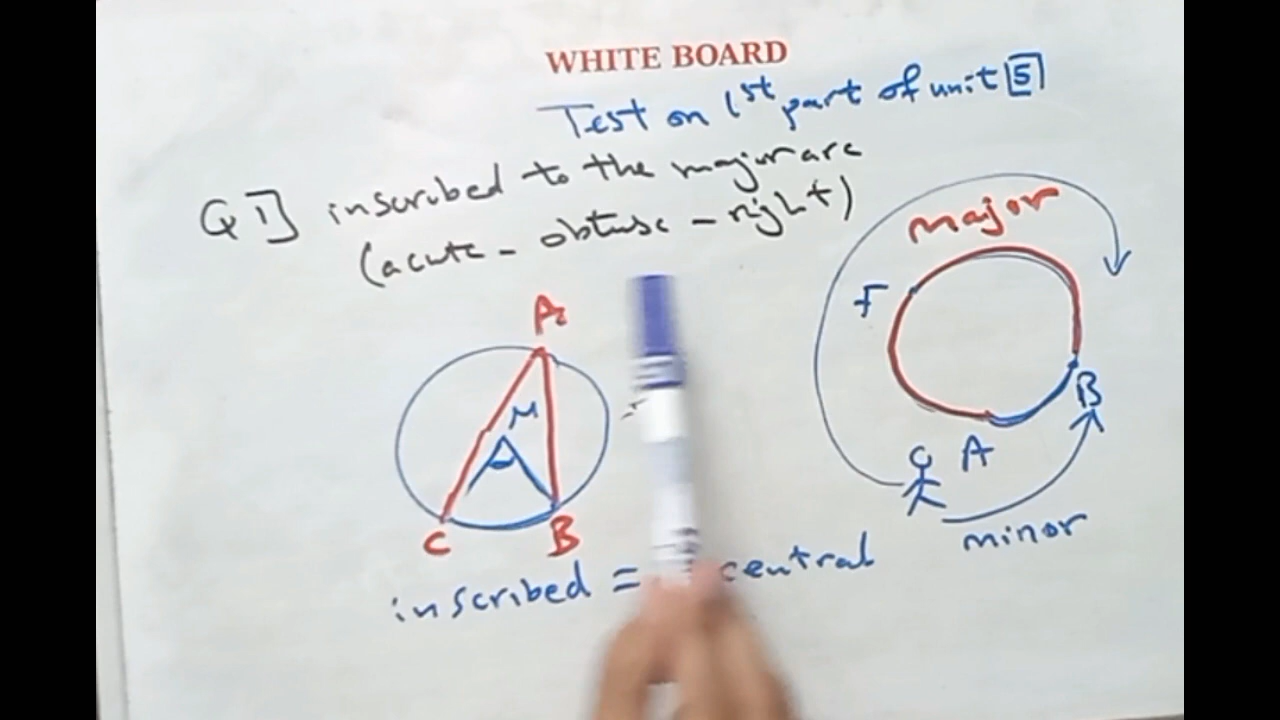 WHITE BOARD
Test on 1st part of unit 5
Q1] inscribed to the major arc
(acute - obtuse - right)
major
F
B
A
minor
A
M
C
B
inscribed = central